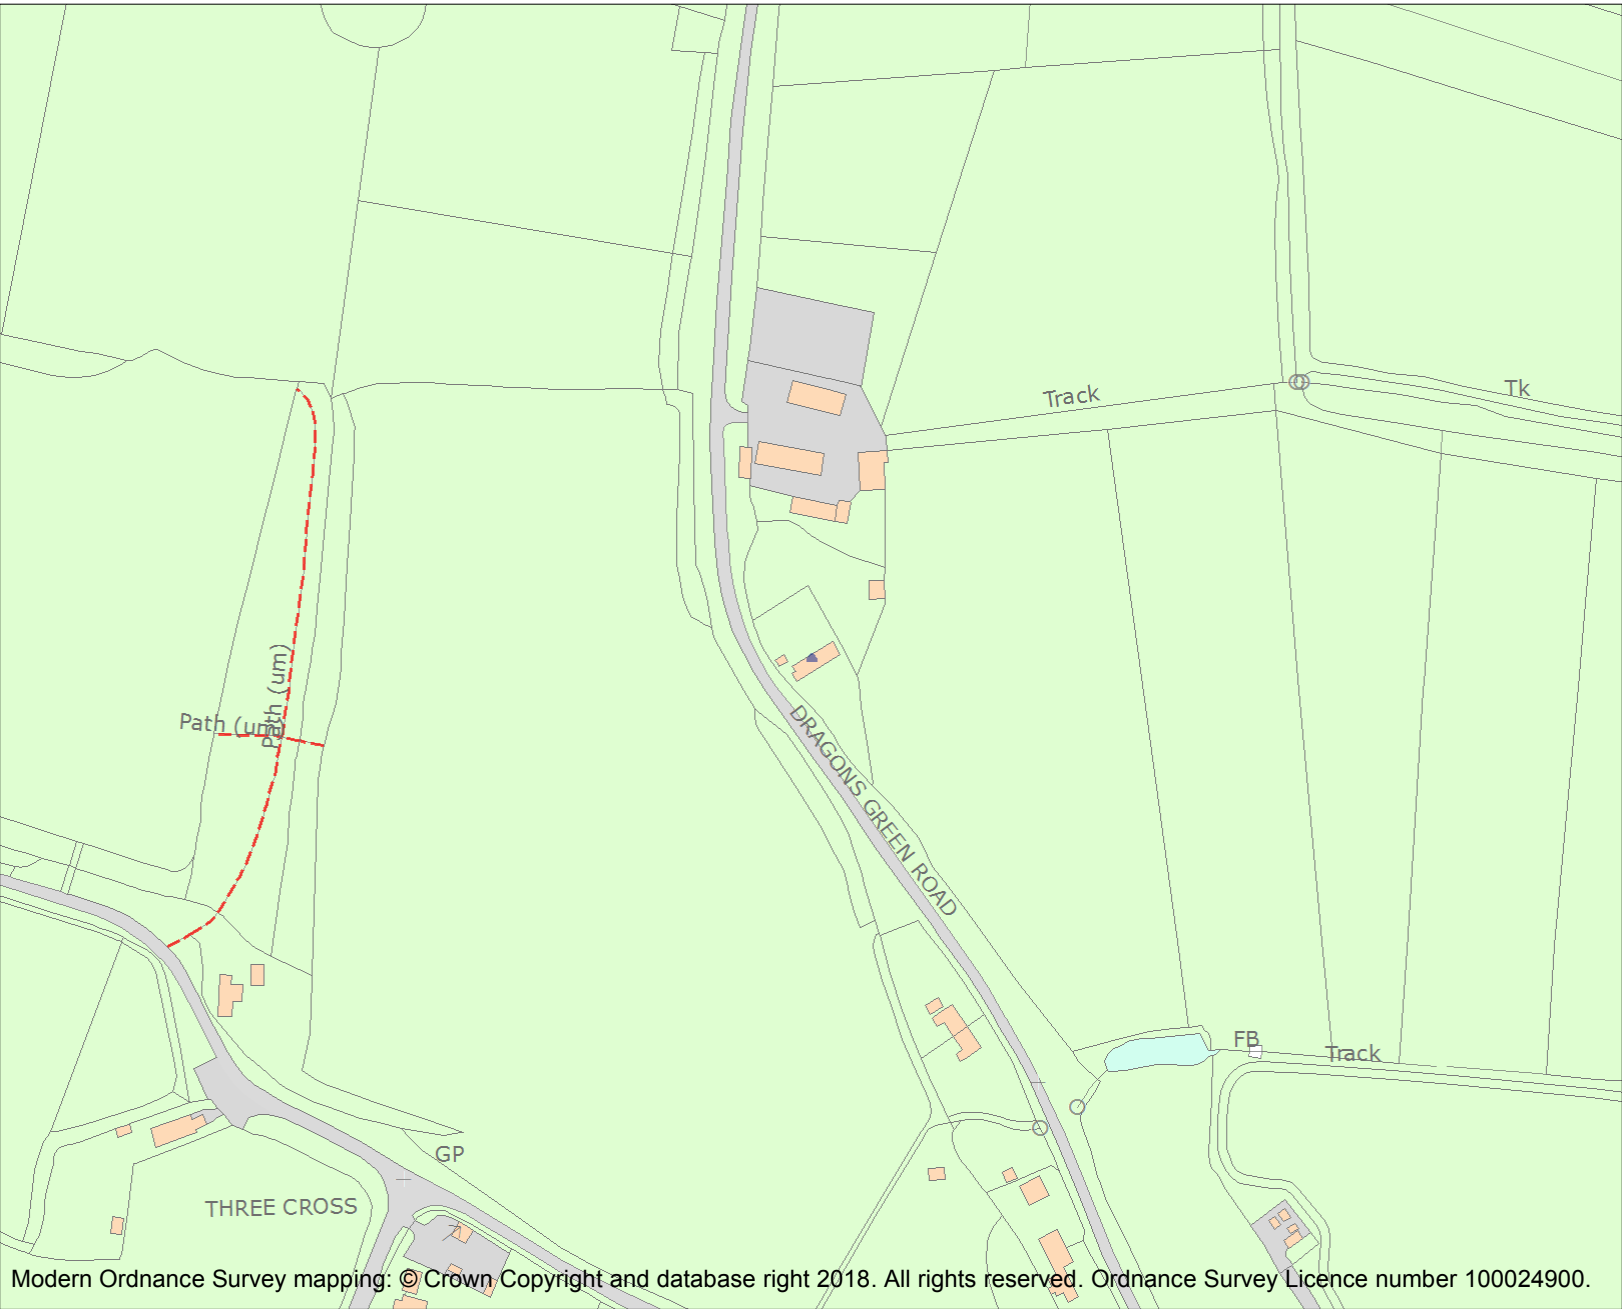 Tk
Track
Path (um)
Path (um)
DRAGONS GREEN ROAD
FB
Track
GP
THREE CROSS
Modern Ordnance Survey mapping: © Crown Copyright and database right 2018. All rights reserved. Ordnance Survey Licence number 100024900.